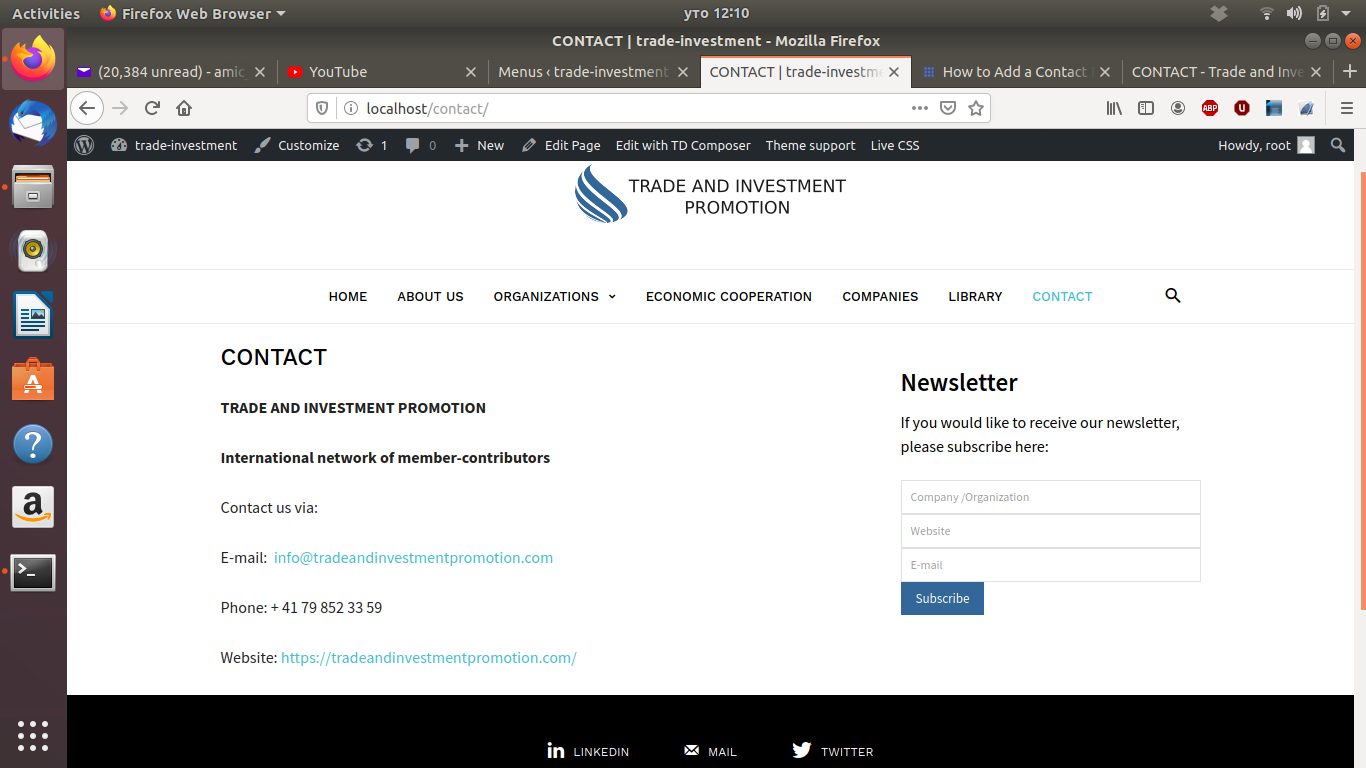 Activities
Firefox Web Browser
уто 12:10
CONTACT | trade-investment - Mozilla Firefox
(20,384 unread) - amic
YouTube
Menus ‹ trade-investment
CONTACT | trade-investm
How to Add a Contact
CONTACT - Trade and Inve
localhost/contact/
ABP
trade-investment
Customize
1
0
New
Edit Page
Edit with TD Composer
Theme support
Live CSS
Howdy, root
TRADE AND INVESTMENT
PROMOTION
HOME
ABOUT US
ORGANIZATIONS
ECONOMIC COOPERATION
COMPANIES
LIBRARY
CONTACT
CONTACT
TRADE AND INVESTMENT PROMOTION
International network of member-contributors
Contact us via:
E-mail: info@tradeandinvestmentpromotion.com
Phone: + 41 79 852 33 59
Website: https://tradeandinvestmentpromotion.com/
Newsletter
If you would like to receive our newsletter,
please subscribe here:
Company /Organization
Website
E-mail
Subscribe
LINKEDIN
MAIL
TWITTER